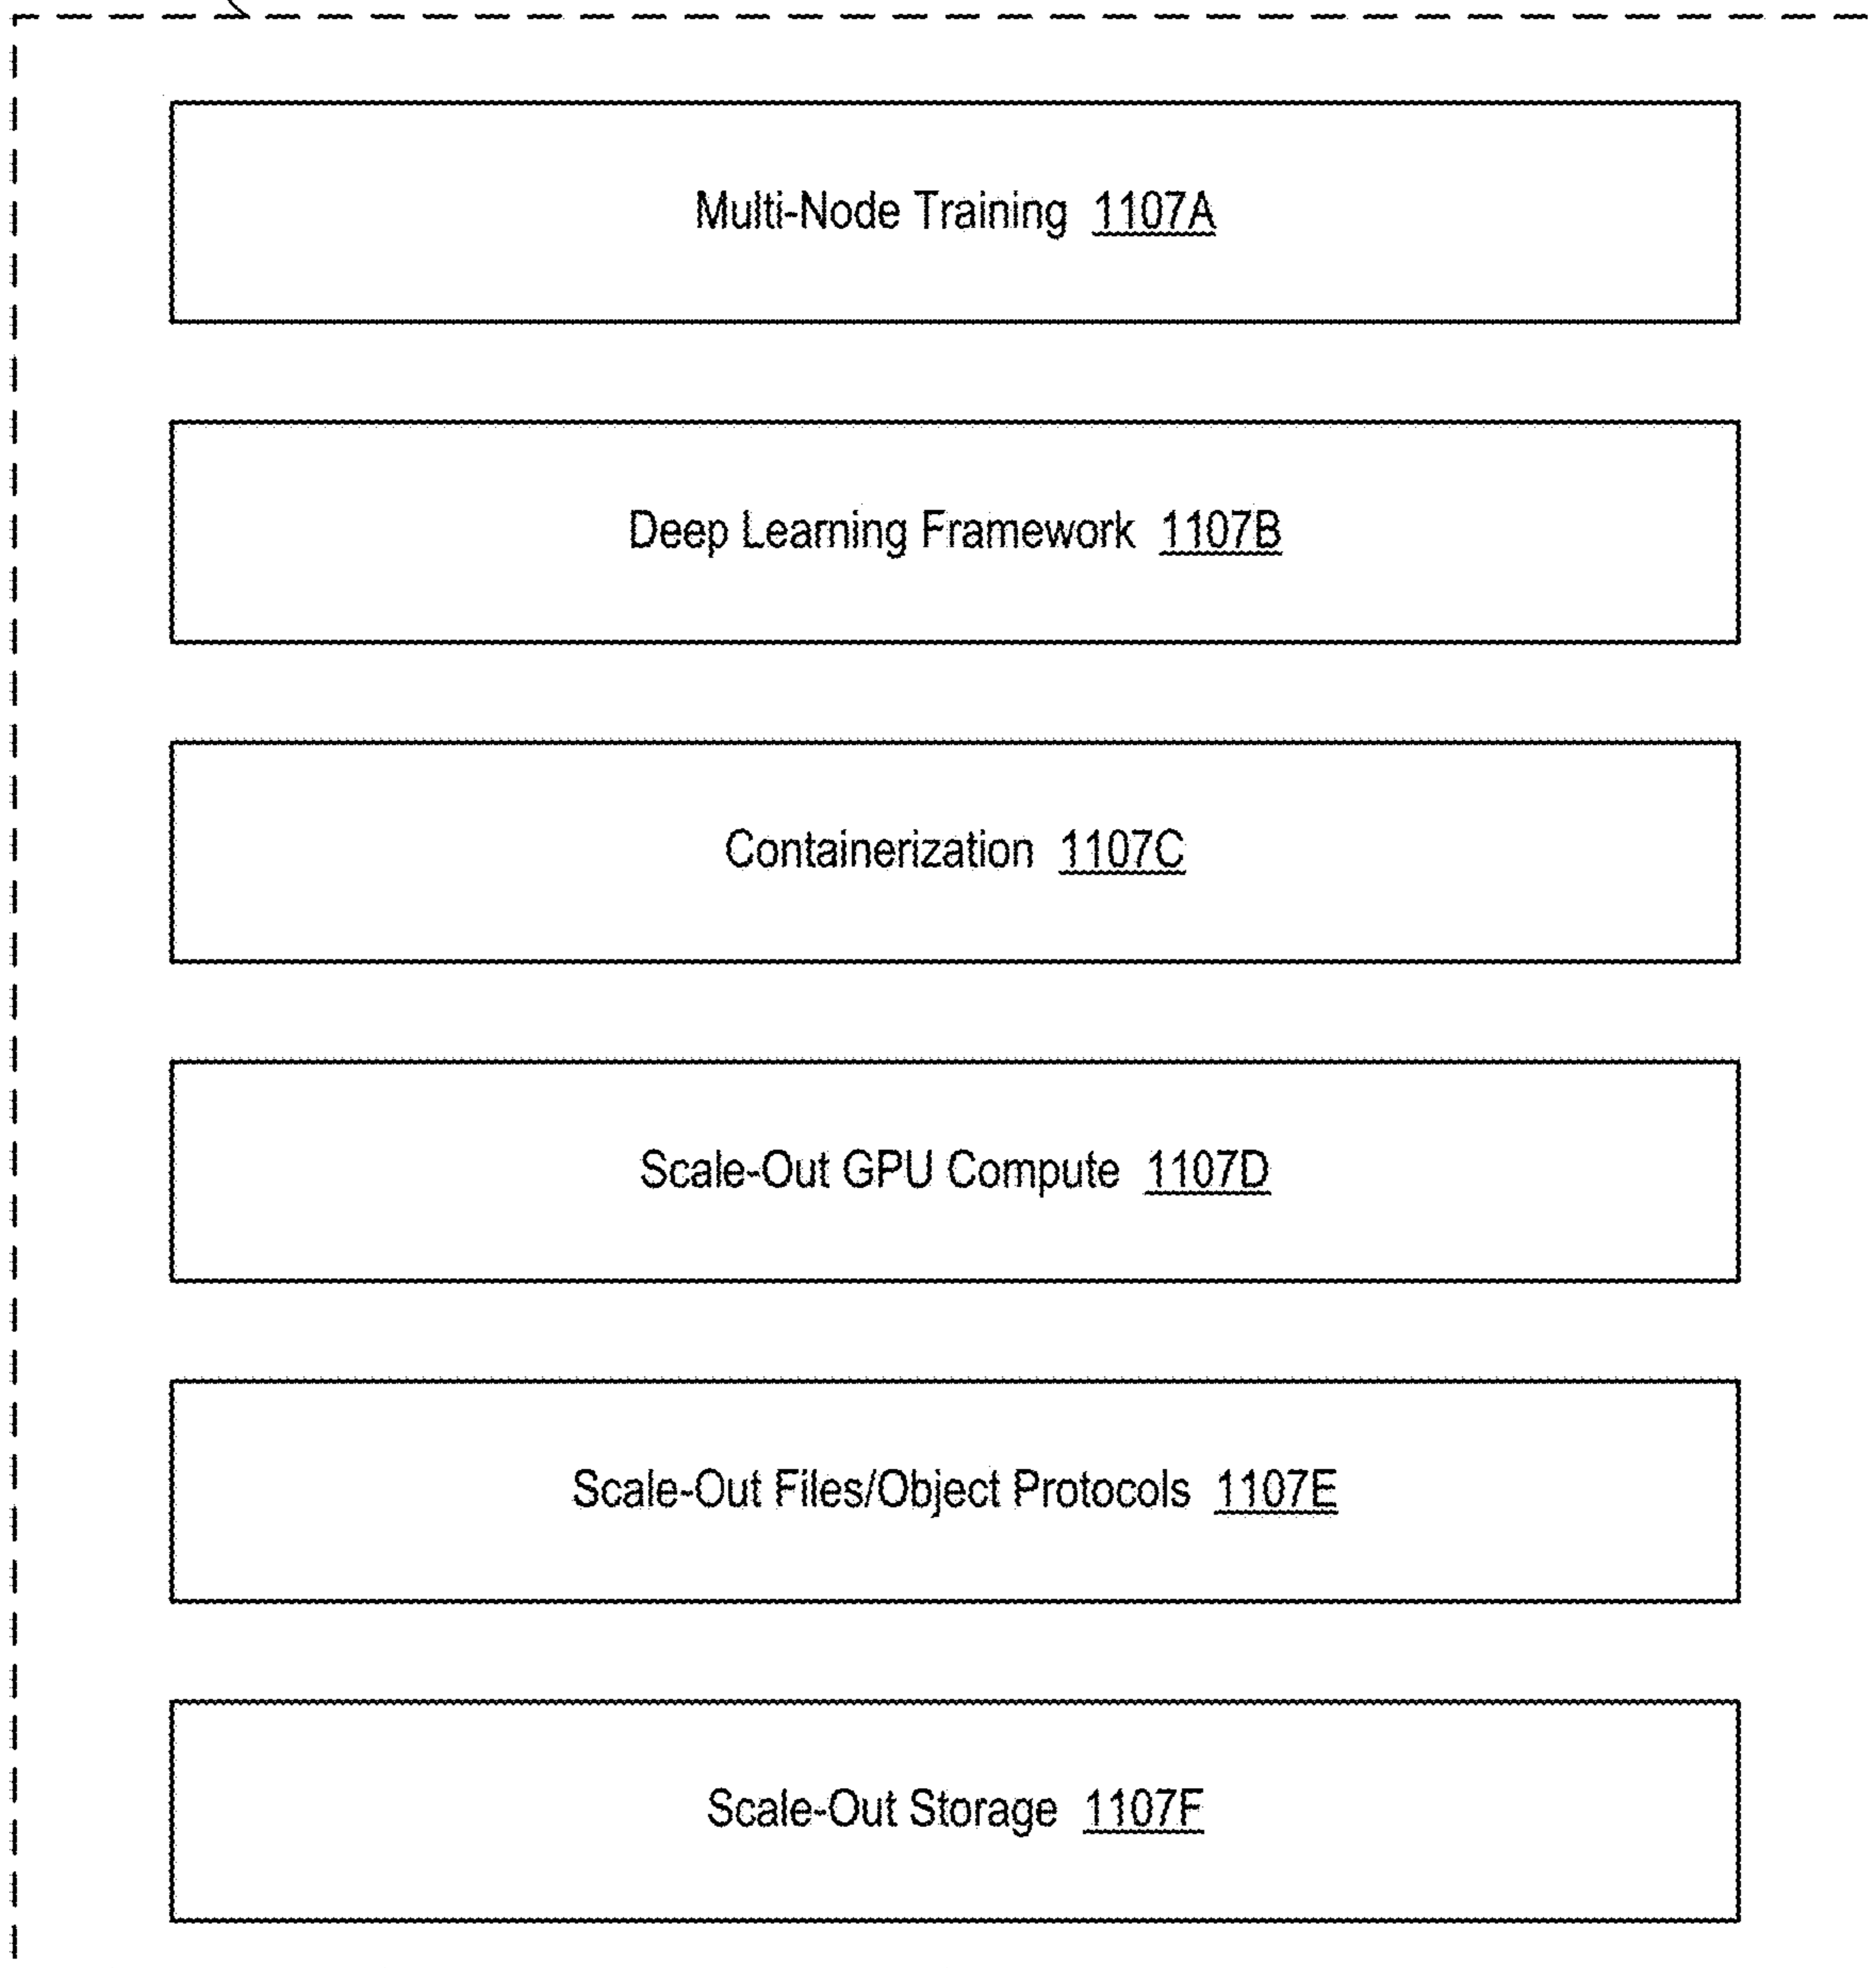 Multi-Node Training 1107A
Deep Learning Framework 1107B
Containerization 1107C
Scale-Out GPU Compute 1107D
Scale-Out Files/Object Protocols 1107E
Scale-Out Storage 1107F